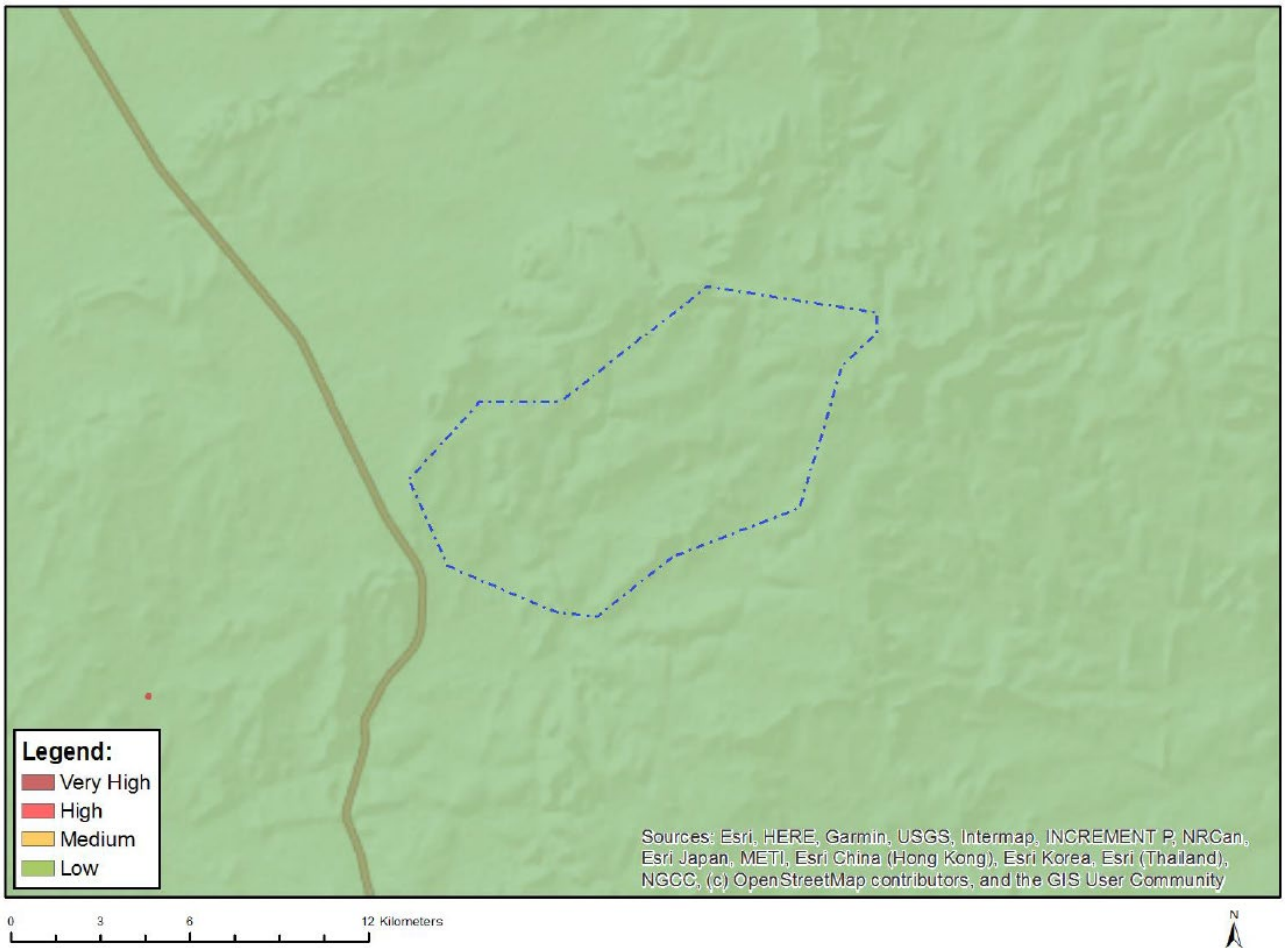 Legend:
Very High
High
Medium
Low
Sources: Esri, HERE, Garmin, USGS, Intermap, INCREMENT P, NRCan,
Esri Japan, METI, Esri China (Hong Kong), Esri Korea, Esri (Thailand),
NGCC, (c) OpenStreetMap contributors, and the GIS User Community
0 3 6 12 Kilometers
N